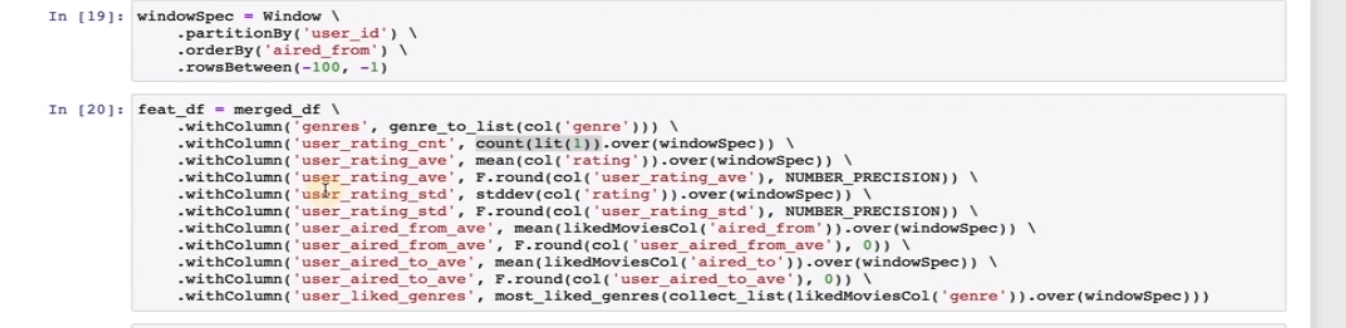 In [19]: windowSpec = Window \
    .partitionBy('user_id') \
    .orderBy('aired_from') \
    .rowsBetween(-100, -1)
In [20]: feat_df = merged_df \
    .withColumn('genres', genre_to_list(col('genre'))) \
    .withColumn('user_rating_cnt', count(lit(1)).over(windowSpec)) \
    .withColumn('user_rating_ave', mean(col('rating')).over(windowSpec)) \
    .withColumn('user_rating_ave', F.round(col('user_rating_ave'), NUMBER_PRECISION)) \
    .withColumn('user_rating_std', stddev(col('rating')).over(windowSpec)) \
    .withColumn('user_rating_std', F.round(col('user_rating_std'), NUMBER_PRECISION)) \
    .withColumn('user_aired_from_ave', mean(likedMoviesCol('aired_from')).over(windowSpec)) \
    .withColumn('user_aired_from_ave', F.round(col('user_aired_from_ave'), 0)) \
    .withColumn('user_aired_to_ave', mean(likedMoviesCol('aired_to')).over(windowSpec)) \
    .withColumn('user_aired_to_ave', F.round(col('user_aired_to_ave'), 0)) \
    .withColumn('user_liked_genres', most_liked_genres(collect_list(likedMoviesCol('genre')).over(windowSpec)))